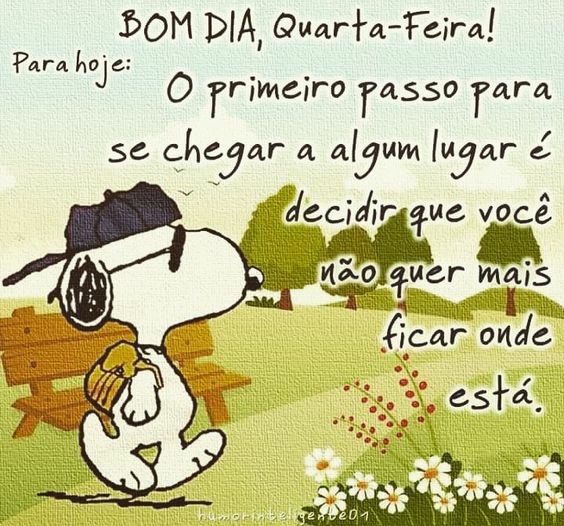 BOM DIA, Quarta-Feira!
Para hoje:
O primeiro passo para
se chegar a algum lugar é
decidir que você
não quer mais
ficar onde
está.
humorinteligente01